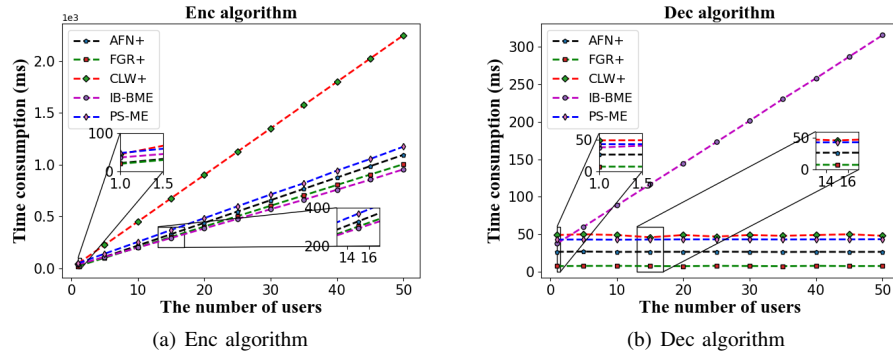 Enc algorithm
1e3
Time consumption (ms)
2.0
1.5
1.0
0.5
0.0
AFN+
FGR+
CLW+
IB-BME
PS-ME
100
0
1.0 1.5
400
200
14 16
0 10 20 30 40 50
The number of users
(a) Enc algorithm
Dec algorithm
Time consumption (ms)
300
250
200
150
100
50
0
AFN+
FGR+
CLW+
IB-BME
PS-ME
50
0
1.0 1.5
50
0
14 16
0 10 20 30 40 50
The number of users
(b) Dec algorithm